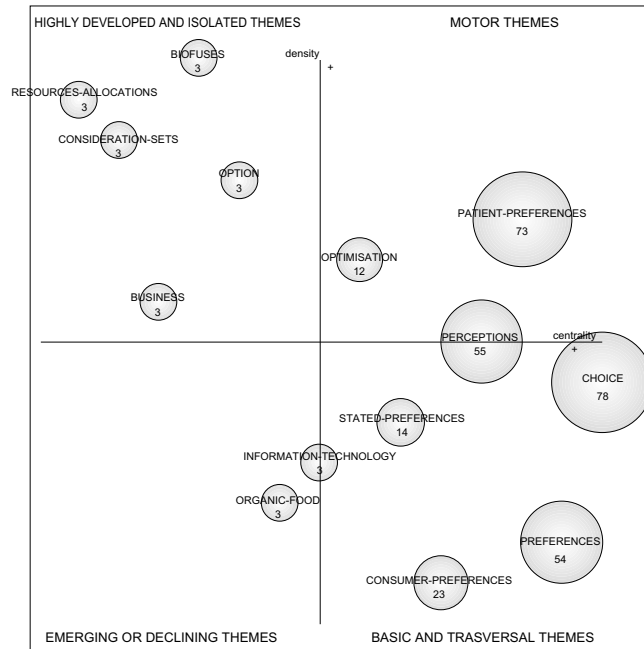 HIGHLY DEVELOPED AND ISOLATED THEMES
MOTOR THEMES
density
+
BIOFUSES
3
RESOURCES-ALLOCATIONS
3
CONSIDERATION-SETS
3
OPTION
3
PATIENT-PREFERENCES
73
OPTIMISATION
12
BUSINESS
3
PERCEPTIONS
55
centrality
+
CHOICE
78
STATED-PREFERENCES
14
INFORMATION-TECHNOLOGY
3
ORGANIC-FOOD
3
PREFERENCES
54
CONSUMER-PREFERENCES
23
EMERGING OR DECLINING THEMES
BASIC AND TRASVERSAL THEMES